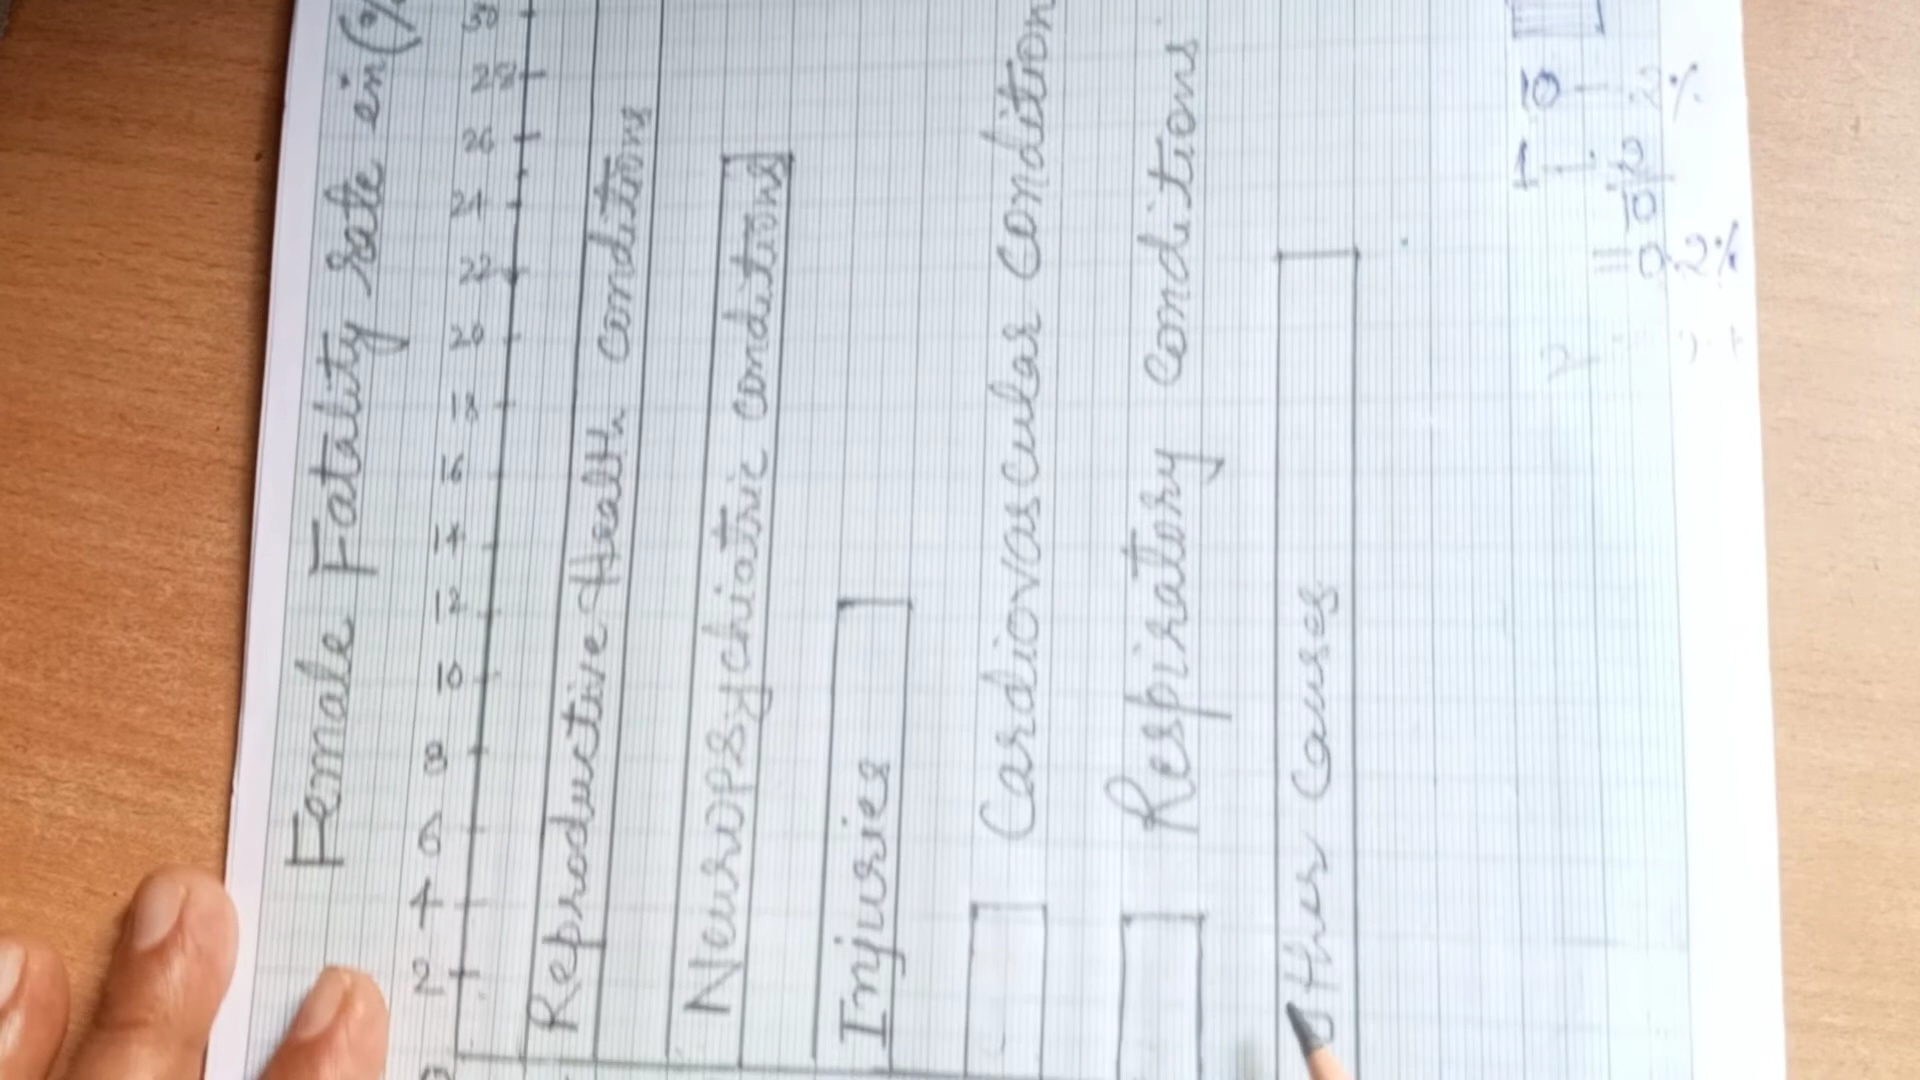 Female Fatality rate in (%
2 4 6 8 10 12 14 16 18 20 22 24 26 28 30
Reproductive Health conditions
Neuropsychiatric conditions
Injuries
Cardiovascular condition
Respiratory conditions
Other Causes
= 0.2%